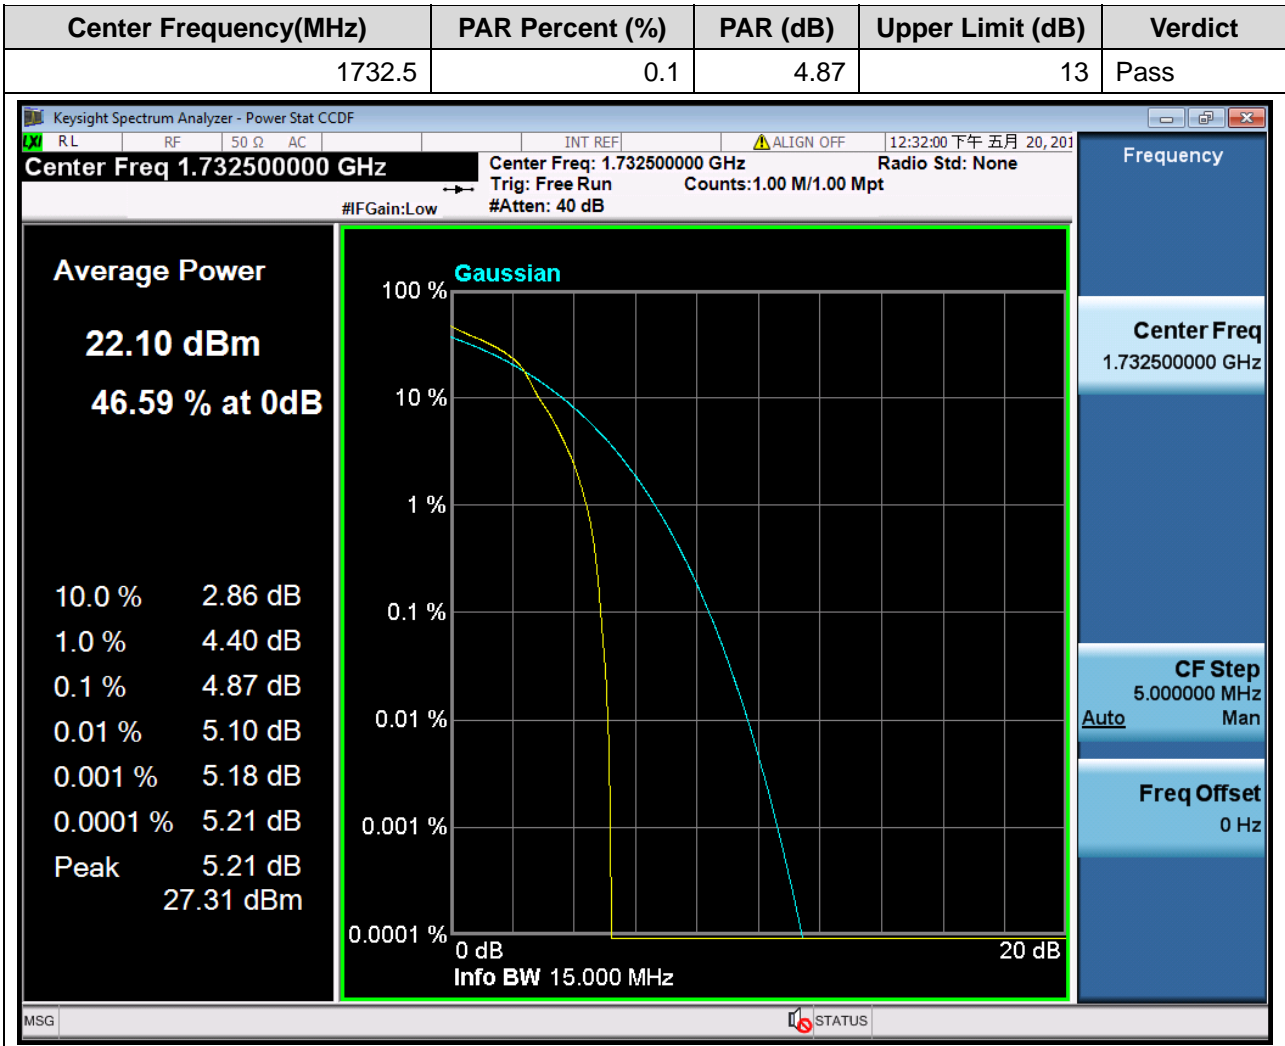 Center Frequency(MHz) PAR Percent (%) PAR (dB) Upper Limit (dB) Verdict
1732.5 0.1 4.87 13 Pass
Keysight Spectrum Analyzer - Power Stat CCDF
LXI RL RF 50 Ω AC INT REF ALIGN OFF 12:32:00 下午 五月 20, 201
Center Freq 1.732500000 GHz
Center Freq: 1.732500000 GHz Radio Std: None
Trig: Free Run Counts:1.00 M/1.00 Mpt
#IFGain:Low #Atten: 40 dB
Frequency
Average Power
22.10 dBm
46.59 % at 0dB
10.0 % 2.86 dB
1.0 % 4.40 dB
0.1 % 4.87 dB
0.01 % 5.10 dB
0.001 % 5.18 dB
0.0001 % 5.21 dB
Peak 5.21 dB
27.31 dBm
Gaussian
100 %
10 %
1 %
0.1 %
0.01 %
0.001 %
0.0001 %
0 dB 20 dB
Info BW 15.000 MHz
Center Freq
1.732500000 GHz
CF Step
5.000000 MHz
Auto Man
Freq Offset
0 Hz
MSG STATUS